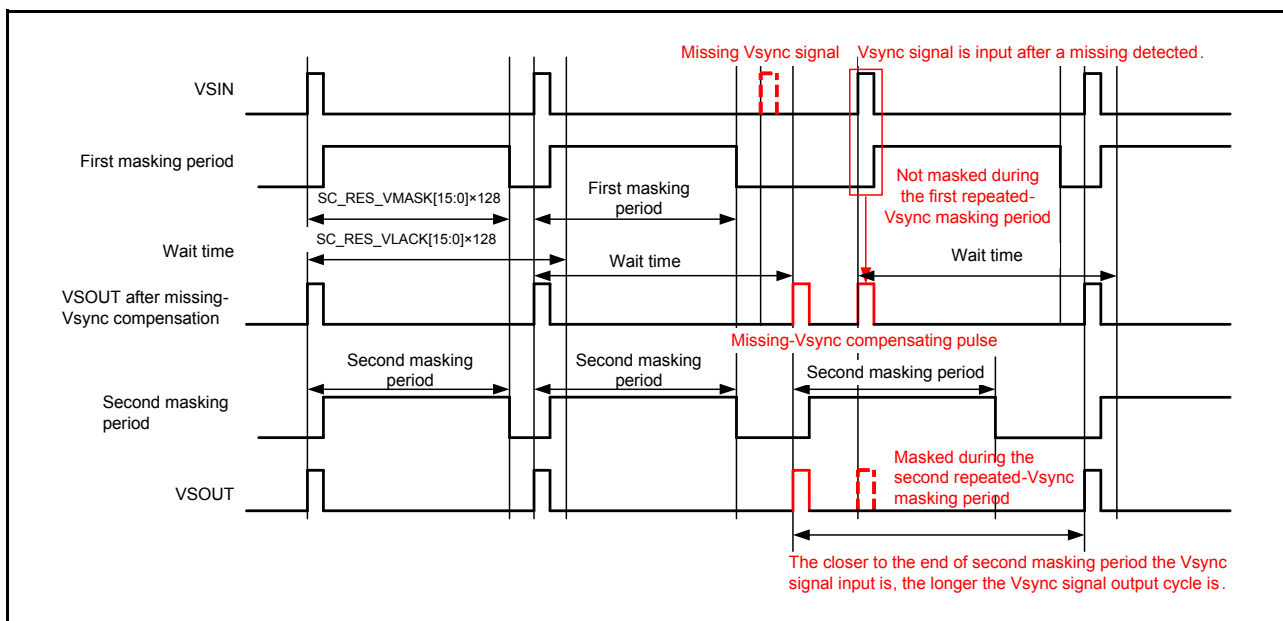 Missing Vsync signal
Vsync signal is input after a missing detected.
VSIN
First masking period
SC_RES_VMASK[15:0]×128
First masking
period
Not masked during
the first repeated-
Vsync masking period
Wait time
SC_RES_VLACK[15:0]×128
Wait time
Wait time
VSOUT after missing-
Vsync compensation
Missing-Vsync compensating pulse
Second masking
period
Second masking
period
Second masking period
Second masking
period
Masked during the
second repeated-Vsync
masking period
VSOUT
The closer to the end of second masking period the Vsync
signal input is, the longer the Vsync signal output cycle is.